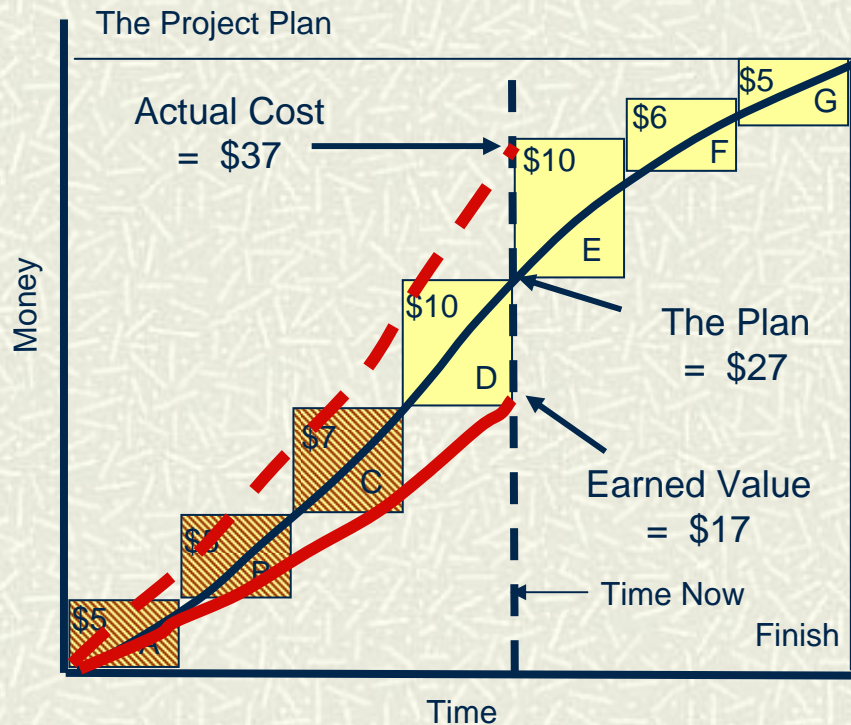 The Project Plan
$5
G
$6
F
Actual Cost
= $37
$10
E
$10
D
The Plan
= $27
Money
$7
C
Earned Value
= $17
B
$5
A
Time Now
Finish
Time